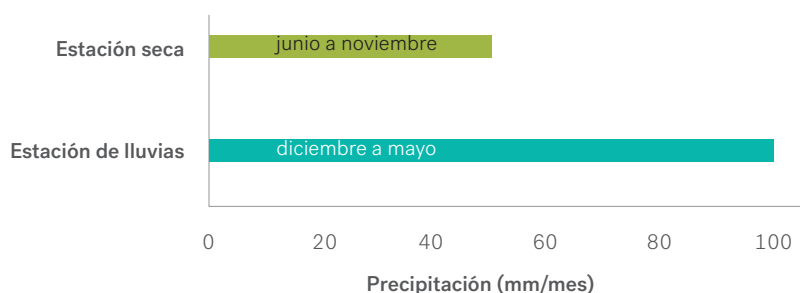 Estación seca
junio a noviembre
Estación de lluvias
diciembre a mayo
0 20 40 60 80 100
Precipitación (mm/mes)